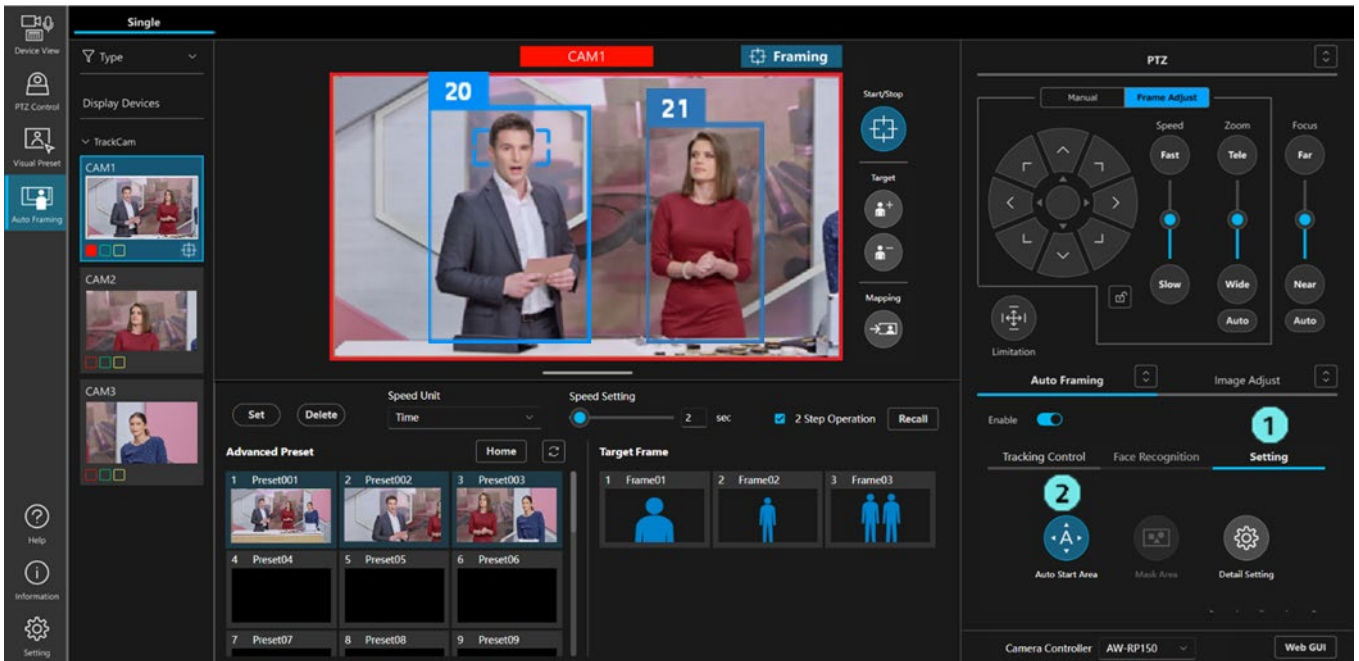 Single
Device View
PTZ Control
Visual Preset
Auto Framing
Help
Information
Setting
Type
Display Devices
TrackCam
CAM1
CAM2
CAM3
CAM1
Framing
20
21
Start/Stop
Target
Mapping
Set
Delete
Speed Unit
Time
Speed Setting
2 sec
2 Step Operation
Recall
Advanced Preset
Home
1 Preset001
2 Preset002
3 Preset003
4 Preset04
5 Preset05
6 Preset06
7 Preset07
8 Preset08
9 Preset09
Target Frame
1 Frame01
2 Frame02
3 Frame03
PTZ
Manual
Frame Adjust
Speed
Zoom
Focus
Fast
Tele
Far
Slow
Wide
Near
Auto
Auto
Limitation
Auto Framing
Image Adjust
Enable
1
Tracking Control
Face Recognition
Setting
2
A
Auto Start Area
Mask Area
Detail Setting
Camera Controller
AW-RP150
Web GUI